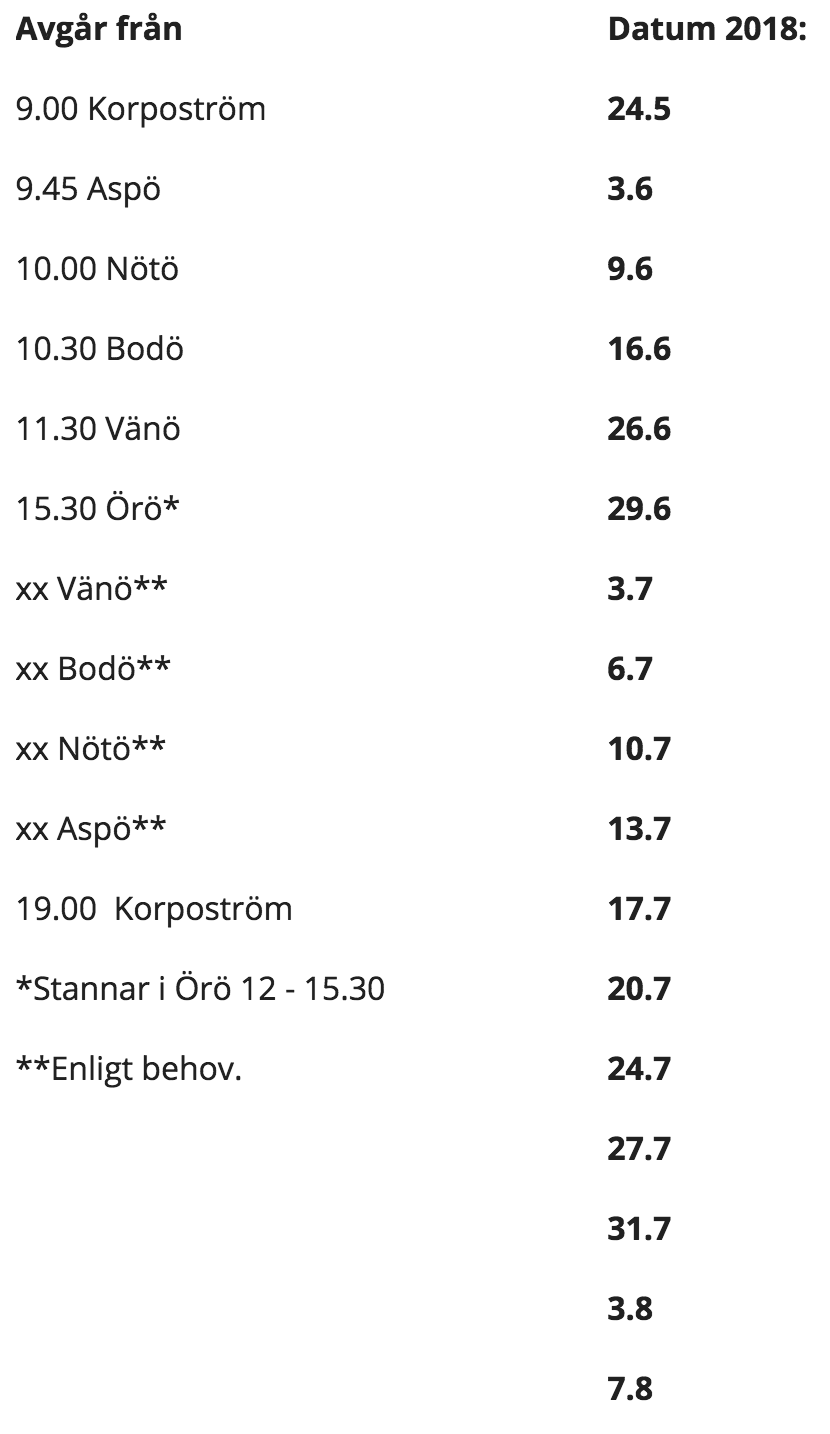 Avgår från Datum 2018:
9.00 Korpoström 24.5
9.45 Aspö 3.6
10.00 Nötö 9.6
10.30 Bodö 16.6
11.30 Vänö 26.6
15.30 Örö* 29.6
xx Vänö** 3.7
xx Bodö** 6.7
xx Nötö** 10.7
xx Aspö** 13.7
19.00  Korpoström 17.7
*Stannar i Örö 12 - 15.30 20.7
**Enligt behov. 24.7
27.7
31.7
3.8
7.8